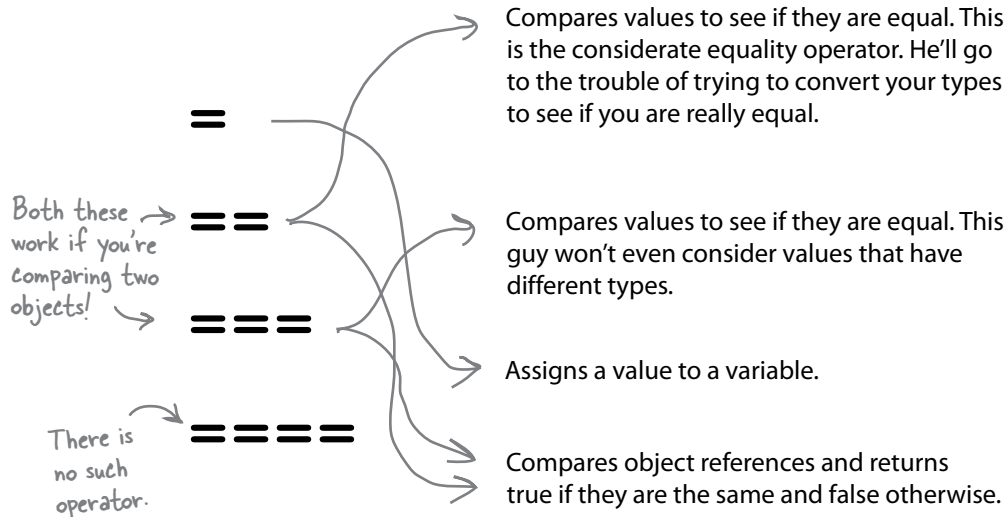 Compares values to see if they are equal. This
is the considerate equality operator. He’ll go
to the trouble of trying to convert your types
to see if you are really equal.
=
Both these
work if you're
comparing two
objects!
==
Compares values to see if they are equal. This
guy won’t even consider values that have
different types.
===
Assigns a value to a variable.
There is
no such
operator.
====
Compares object references and returns
true if they are the same and false otherwise.